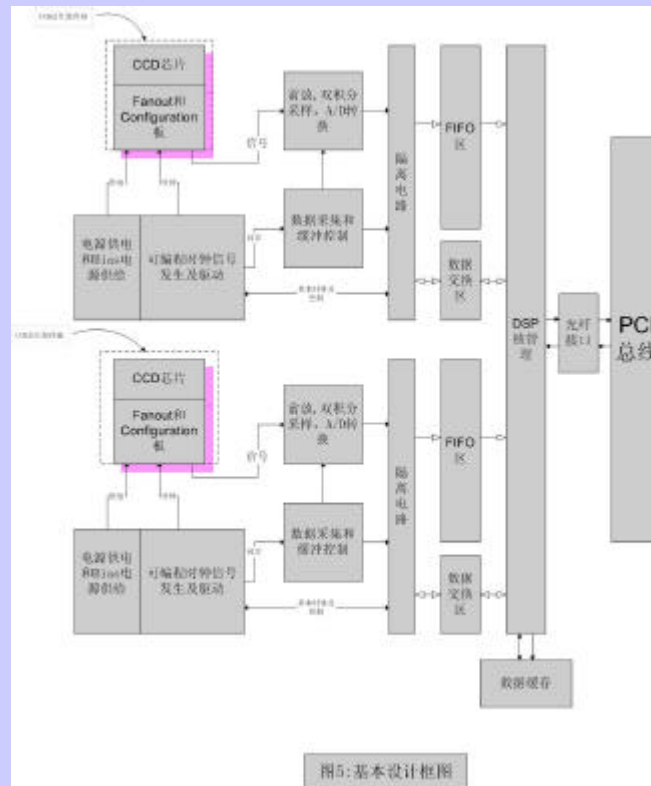 CCD芯片
Fanout和
Configuration
板
前放,双积分
采样,A/D转
换
信号
数据采集和
缓冲控制
电源供电
和Bias电
源供给
可编程时钟信号
发生及驱动
隔
离
电
路
FIFO
区
数据
交换
区
CCD芯片
Fanout和
Configuration
板
前放,双积分
采样,A/D转
换
信号
数据采集和
缓冲控制
电源供电
和Bias电
源供给
可编程时钟信号
发生及驱动
隔
离
电
路
FIFO
区
数据
交换
区
DSP
核管
理
光纤
接口
PCI
总线
数据缓存
图5:基本设计框图